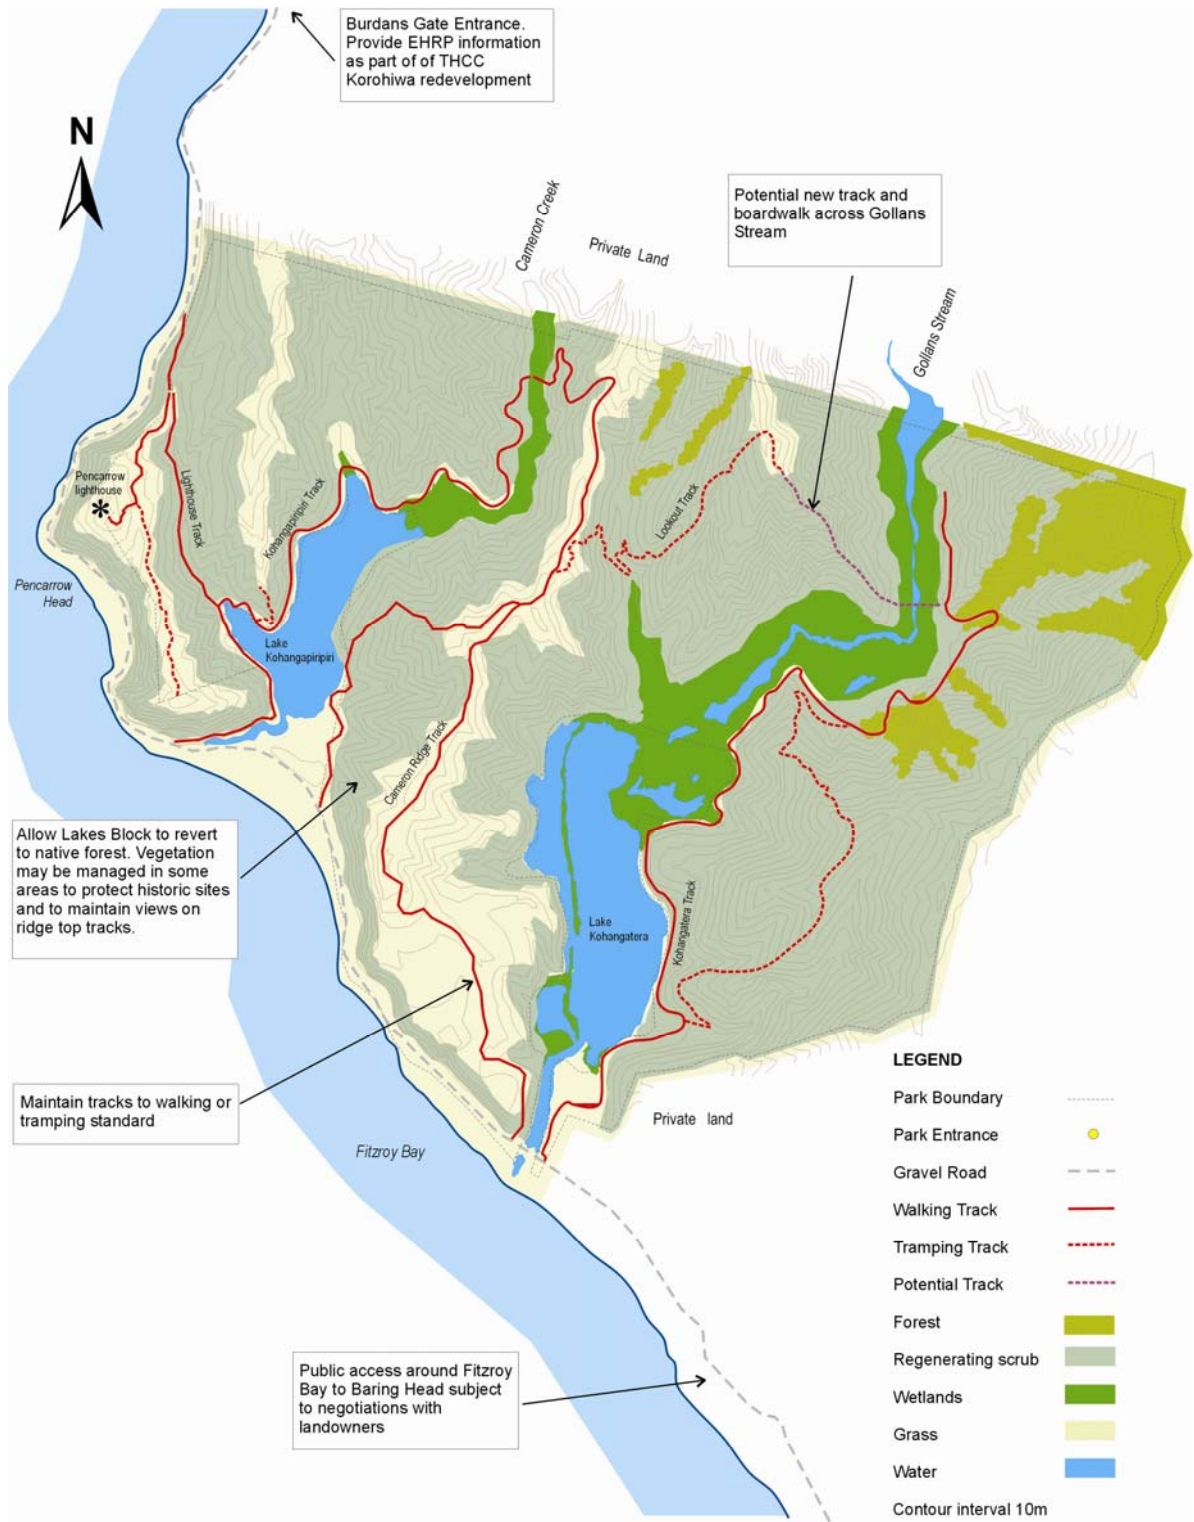 Burdans Gate Entrance.
Provide EHRP information
as part of of THCC
Korohiwa redevelopment
N
Potential new track and
boardwalk across Gollans
Stream
Cameron Creek
Private Land
Gollans Stream
Pencarrow
lighthouse
Lighthouse Track
Kohangapiripiri Track
Lookout Track
Pencarrow
Head
Lake
Kohangapiripiri
Cameron Ridge Track
Allow Lakes Block to revert
to native forest. Vegetation
may be managed in some
areas to protect historic sites
and to maintain views on
ridge top tracks.
Lake
Kohangatera
Kohangatera Track
Maintain tracks to walking or
tramping standard
Fitzroy Bay
Private land
Public access around Fitzroy
Bay to Baring Head subject
to negotiations with
landowners
LEGEND
Park Boundary
Park Entrance
Gravel Road
Walking Track
Tramping Track
Potential Track
Forest
Regenerating scrub
Wetlands
Grass
Water
Contour interval 10m